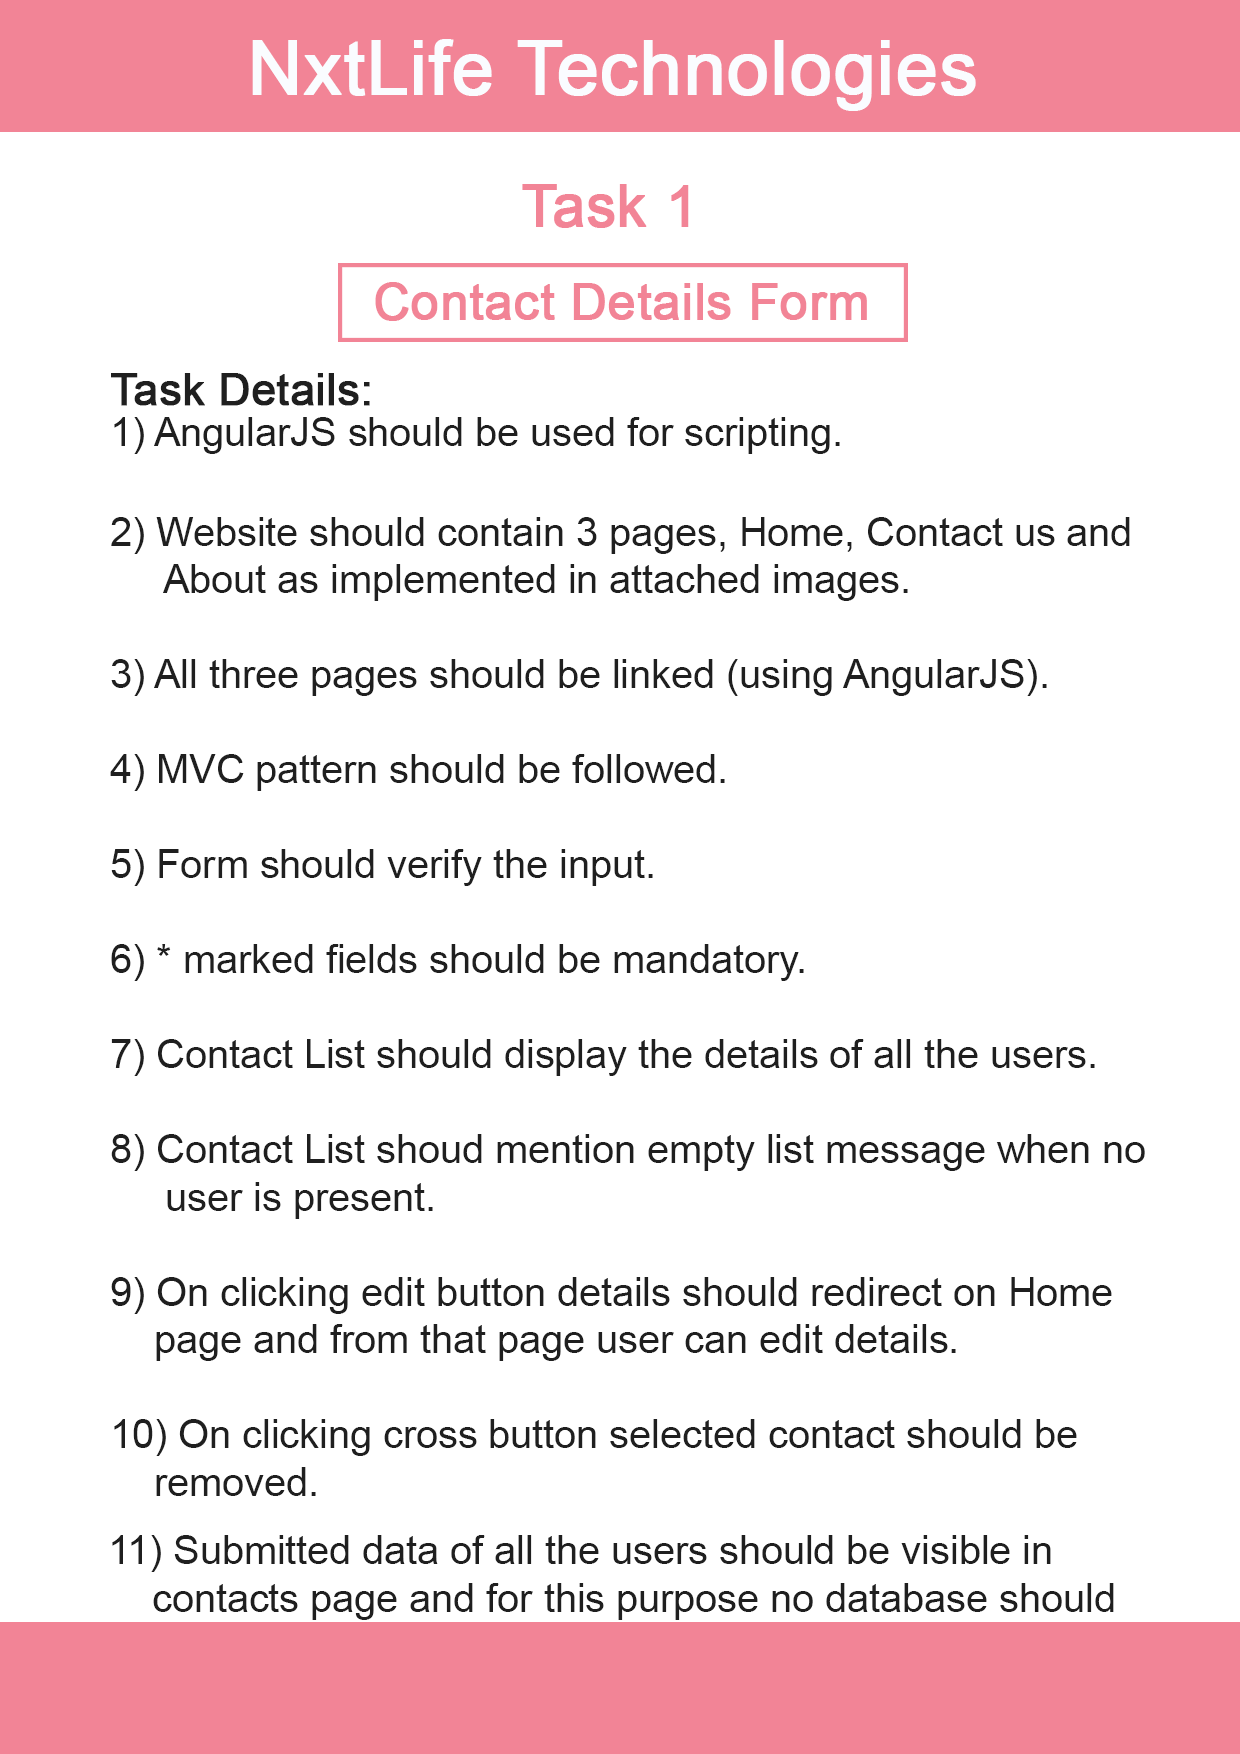 NxtLife Technologies
Task 1
Contact Details Form
Task Details:
1) AngularJS should be used for scripting.
2) Website should contain 3 pages, Home, Contact us and
About as implemented in attached images.
3) All three pages should be linked (using AngularJS).
4) MVC pattern should be followed.
5) Form should verify the input.
6) * marked fields should be mandatory.
7) Contact List should display the details of all the users.
8) Contact List shoud mention empty list message when no
user is present.
9) On clicking edit button details should redirect on Home
page and from that page user can edit details.
10) On clicking cross button selected contact should be
removed.
11) Submitted data of all the users should be visible in
contacts page and for this purpose no database should